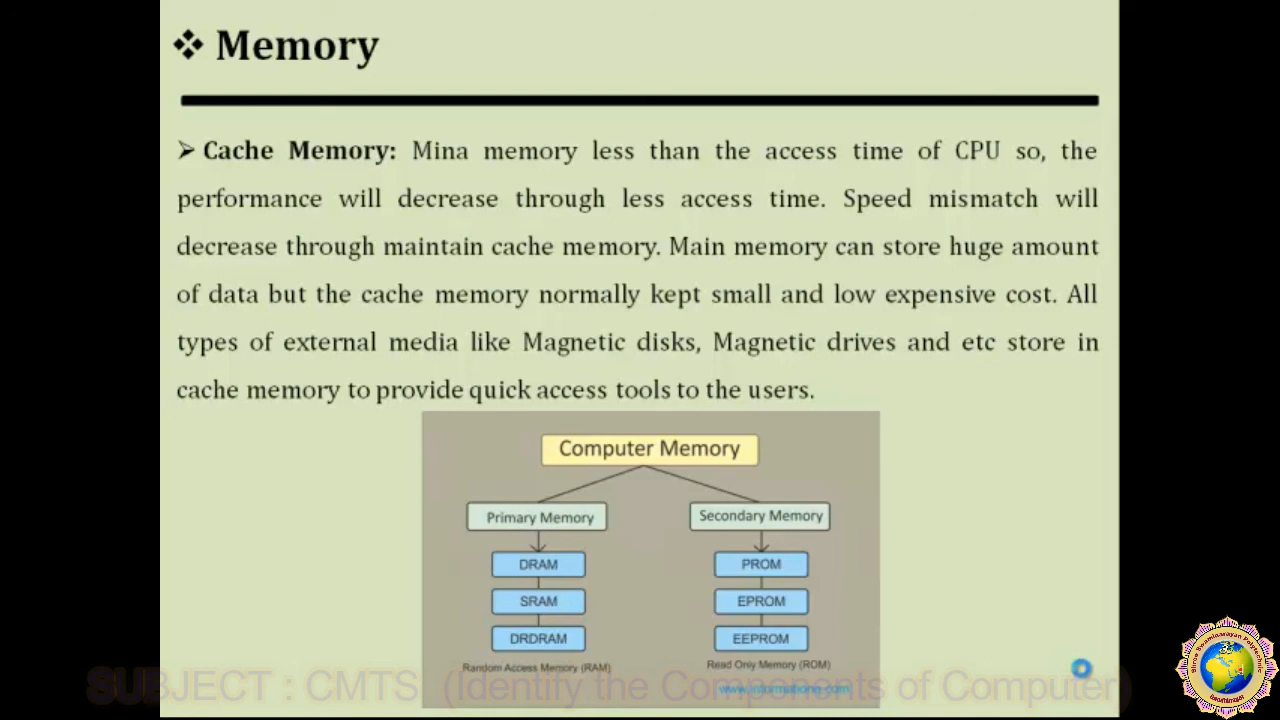 ❖ Memory
➢ Cache Memory: Mina memory less than the access time of CPU so, the
performance will decrease through less access time. Speed mismatch will
decrease through maintain cache memory. Main memory can store huge amount
of data but the cache memory normally kept small and low expensive cost. All
types of external media like Magnetic disks, Magnetic drives and etc store in
cache memory to provide quick access tools to the users.
Computer Memory
Primary Memory
Secondary Memory
DRAM
PROM
SRAM
EPROM
DRDRAM
EEPROM
Random Access Memory (RAM)
Read Only Memory (ROM)
SUBJECT : CMTS (Identify the Components of Computer)